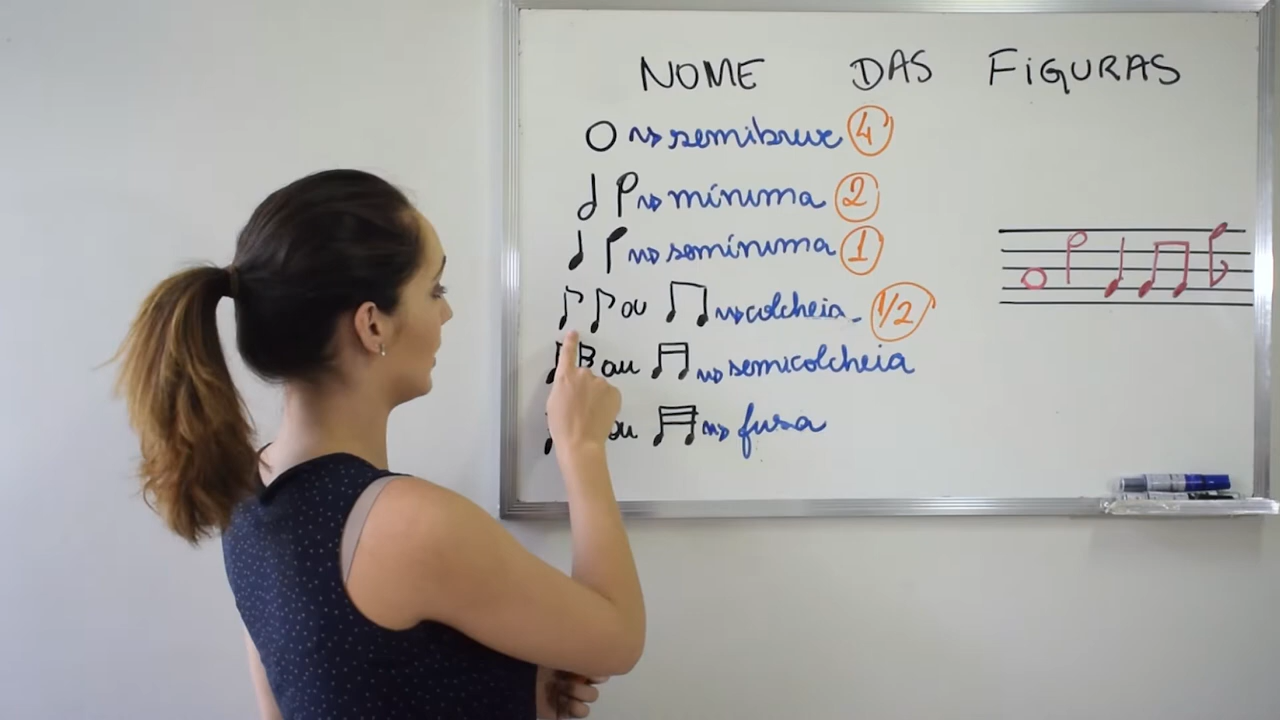 NOME DAS FIGURAS
semibreve 4
mínima 2
semínima 1
ou colcheia 1/2
ou semicolcheia
ou fusa